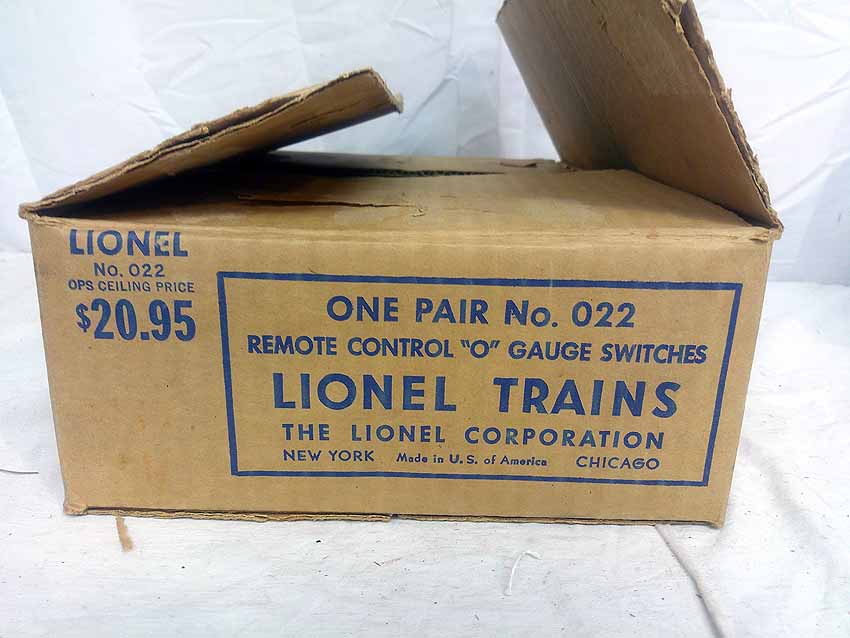 LIONEL
No. 022
OPS CEILING PRICE
$20.95
ONE PAIR No. 022
REMOTE CONTROL "O" GAUGE SWITCHES
LIONEL TRAINS
THE LIONEL CORPORATION
NEW YORK Made in U. S. of America CHICAGO